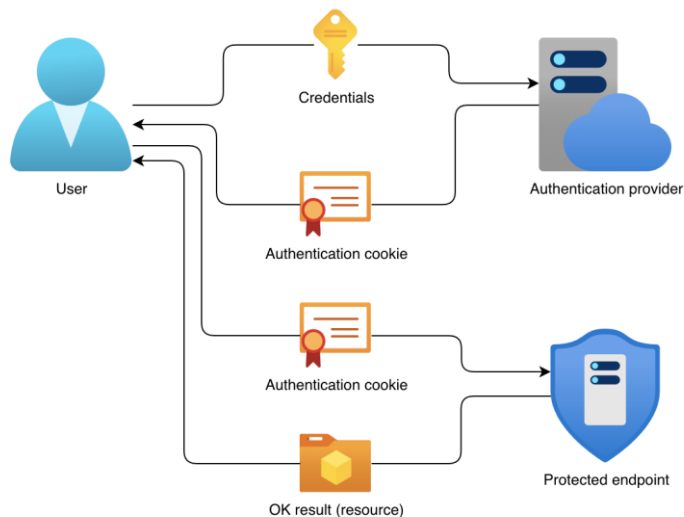 Credentials
User
Authentication provider
Authentication cookie
Authentication cookie
Protected endpoint
OK result (resource)